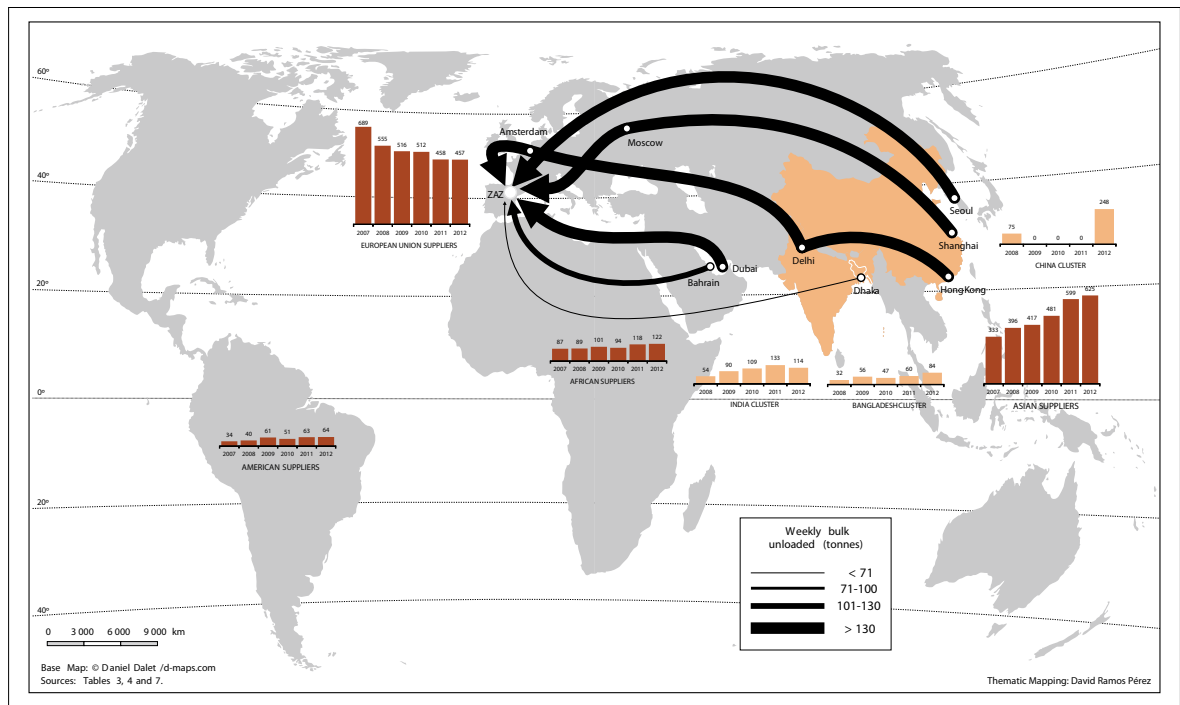 60º
40º
20º
0º
20º
40º
Amsterdam
Moscow
ZAZ
Seoul
Shanghai
Delhi
HongKong
Dubai
Bahrain
Dhaka
689
555
516
512
458
457
2007 2008 2009 2010 2011 2012
EUROPEAN UNION SUPPLIERS
248
75
0 0 0
2008 2009 2010 2011 2012
CHINA CLUSTER
333 396 417 481 599 625
2007 2008 2009 2010 2011 2012
ASIAN SUPPLIERS
87 89 101 94 118 122
2007 2008 2009 2010 2011 2012
AFRICAN SUPPLIERS
54 90 109 133 114
2008 2009 2010 2011 2012
INDIA CLUSTER
32 56 47 60 84
2008 2009 2010 2011 2012
BANGLADESHCLUSTER
34 40 61 51 63 64
2007 2008 2009 2010 2011 2012
AMERICAN SUPPLIERS
Weekly bulk
unloaded (tonnes)
< 71
71-100
101-130
> 130
0 3 000 6 000 9 000 km
Base Map: © Daniel Dalet /d-maps.com
Sources: Tables 3, 4 and 7.
Thematic Mapping: David Ramos Pérez